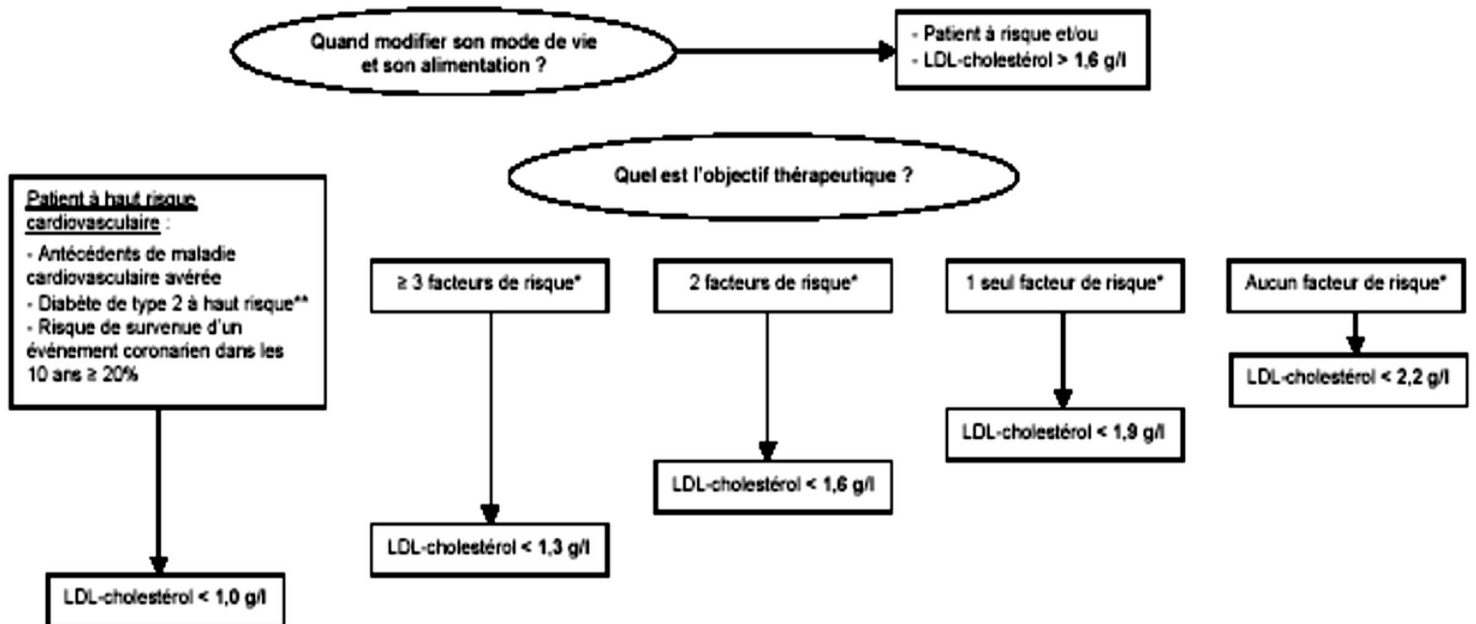 Quand modifier son mode de vie
et son alimentation ?
- Patient à risque et/ou
- LDL-cholestérol > 1,6 g/l
Quel est l'objectif thérapeutique ?
Patient à haut risque
cardiovasculaire :
- Antécédents de maladie
cardiovasculaire avérée
- Diabète de type 2 à haut risque**
- Risque de survenue d'un
événement coronarien dans les
10 ans ≥ 20%
≥ 3 facteurs de risque*
2 facteurs de risque*
1 seul facteur de risque*
Aucun facteur de risque*
LDL-cholestérol < 2,2 g/l
LDL-cholestérol < 1,9 g/l
LDL-cholestérol < 1,6 g/l
LDL-cholestérol < 1,3 g/l
LDL-cholestérol < 1,0 g/l